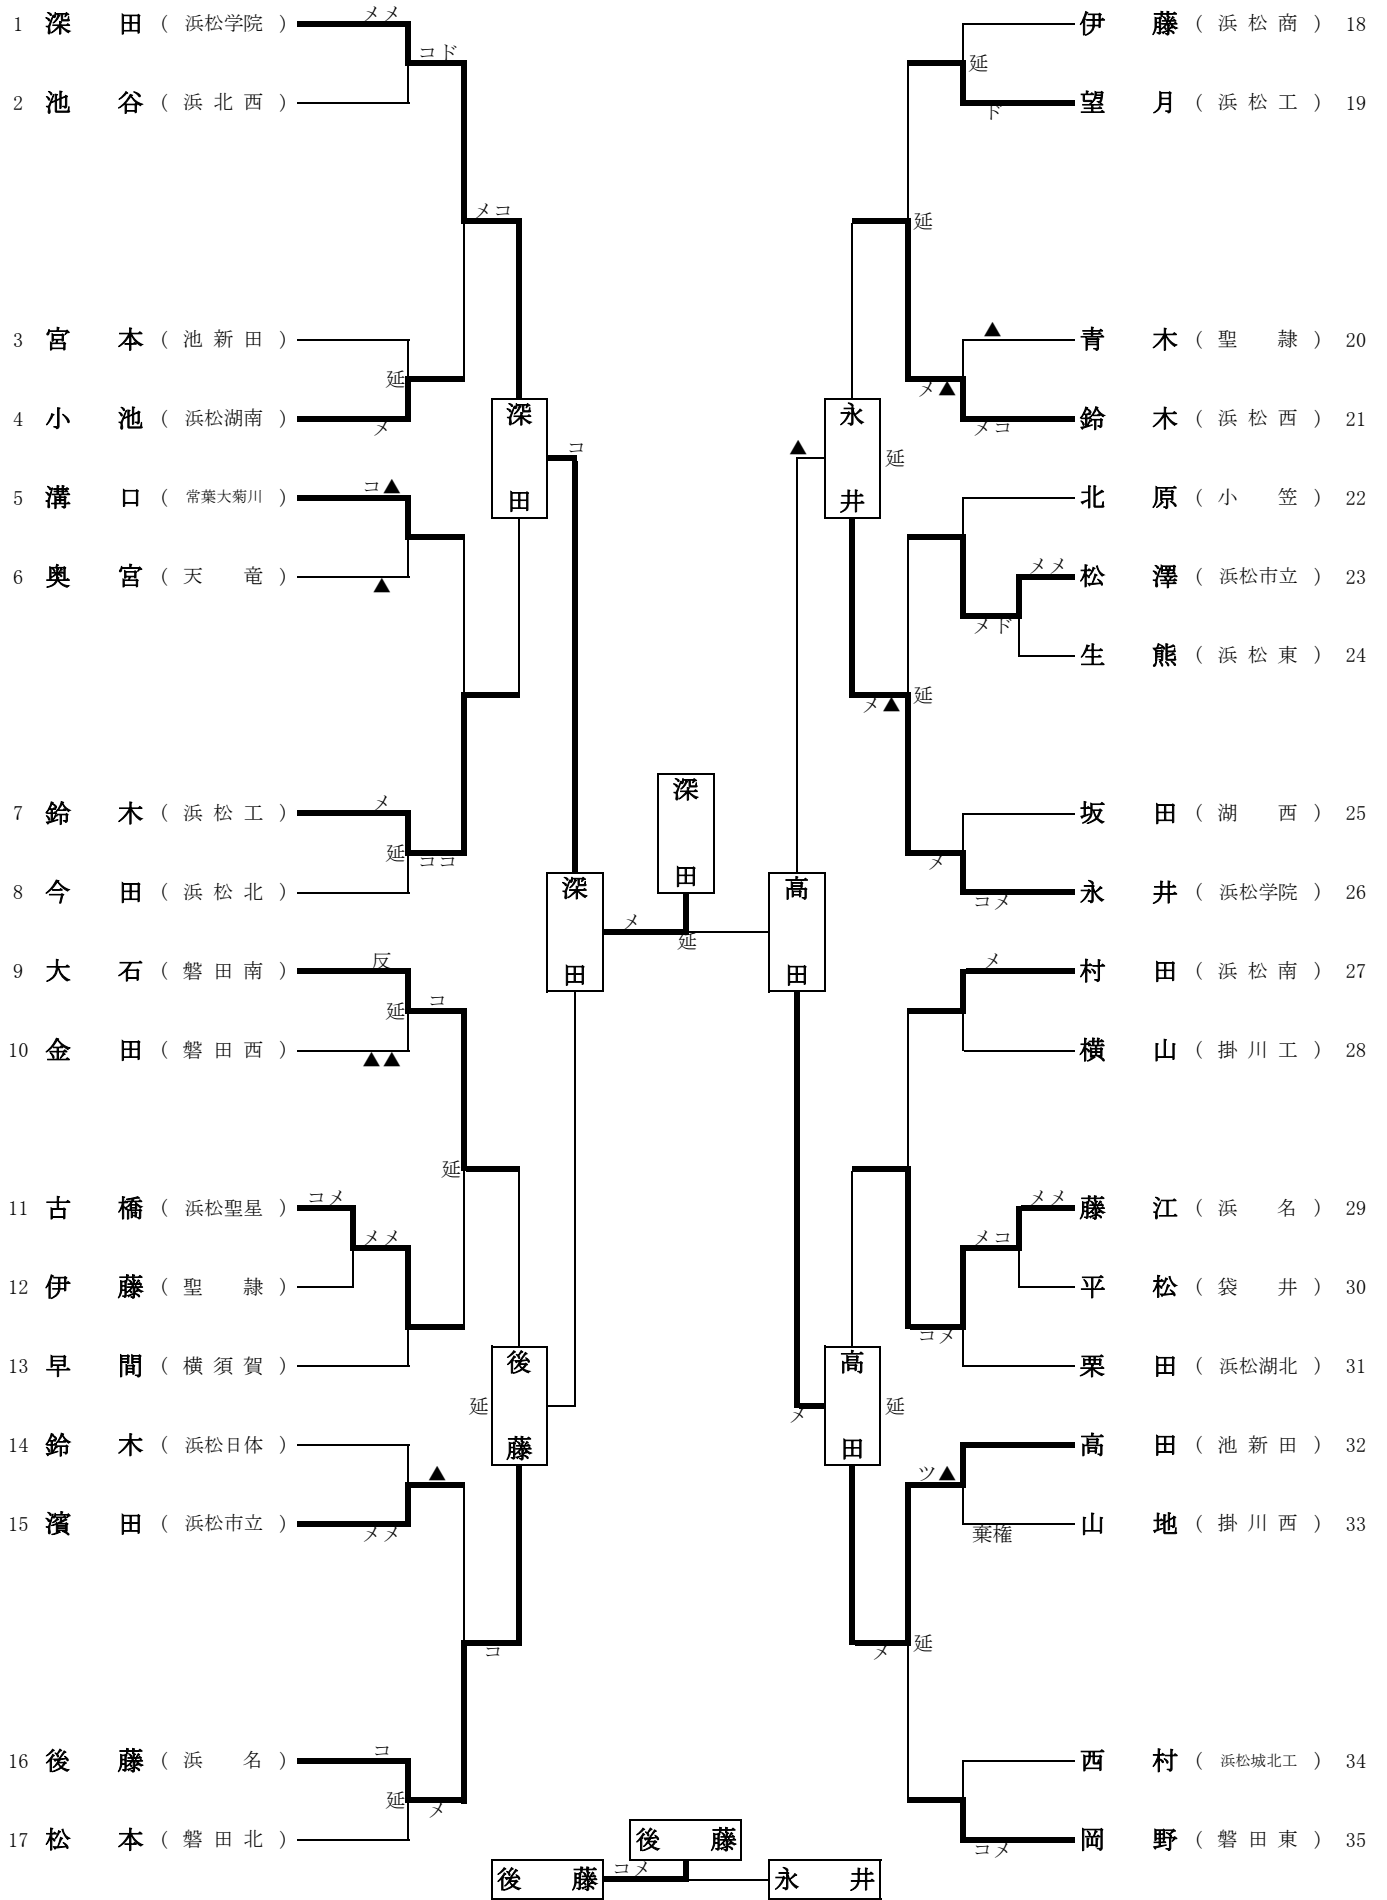 1 深 田 ( 浜松学院 )
メメ
コド
2 池 谷 ( 浜 北 西 )
メコ
3 宮 本 ( 池 新 田 )
延
4 小 池 ( 浜松湖南 )
メ
5 溝 口 ( 常葉大菊川 )
コ▲
6 奥 宮 ( 天 竜 )
▲
7 鈴 木 ( 浜 松 工 )
メ
延
ココ
8 今 田 ( 浜 松 北 )
9 大 石 ( 磐 田 南 )
反
延
コ
10 金 田 ( 磐 田 西 )
▲▲
延
11 古 橋 ( 浜松聖星 )
コメ
メメ
12 伊 藤 ( 聖 隷 )
13 早 間 ( 横 須 賀 )
14 鈴 木 ( 浜松日体 )
▲
15 濱 田 ( 浜松市立 )
メメ
コ
16 後 藤 ( 浜 名 )
コ
延
メ
17 松 本 ( 磐 田 北 )
深 田
コ
後 藤
延
深 田
メ
深 田
延
高 田
永 井
▲
延
高 田
メ
延
伊 藤 ( 浜 松 商 ) 18
延
望 月 ( 浜 松 工 ) 19
ド
延
青 木 ( 聖 隷 ) 20
▲
メ▲
鈴 木 ( 浜 松 西 ) 21
メコ
北 原 ( 小 笠 ) 22
松 澤 ( 浜松市立 ) 23
メメ
メド
生 熊 ( 浜 松 東 ) 24
延
メ▲
坂 田 ( 湖 西 ) 25
メ
永 井 ( 浜松学院 ) 26
コメ
村 田 ( 浜 松 南 ) 27
メ
横 山 ( 掛 川 工 ) 28
藤 江 ( 浜 名 ) 29
メメ
メコ
平 松 ( 袋 井 ) 30
コメ
栗 田 ( 浜松湖北 ) 31
高 田 ( 池 新 田 ) 32
ツ▲
山 地 ( 掛 川 西 ) 33
棄権
延
メ
西 村 ( 浜松城北工 ) 34
岡 野 ( 磐 田 東 ) 35
コメ
後 藤
後 藤
コメ
永 井